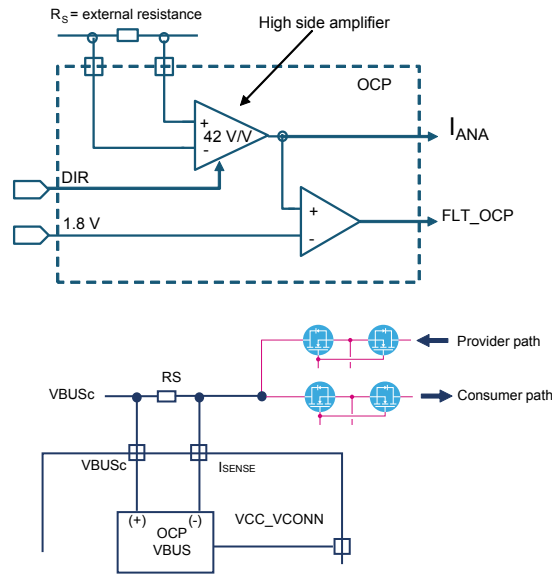 RS = external resistance
High side amplifier
OCP
+
42 V/V
-
IANA
DIR
1.8 V
+
-
FLT_OCP
Provider path
RS
VBUSc
Consumer path
VBUSc
ISENSE
(+)
(-)
VCC_VCONN
OCP
VBUS